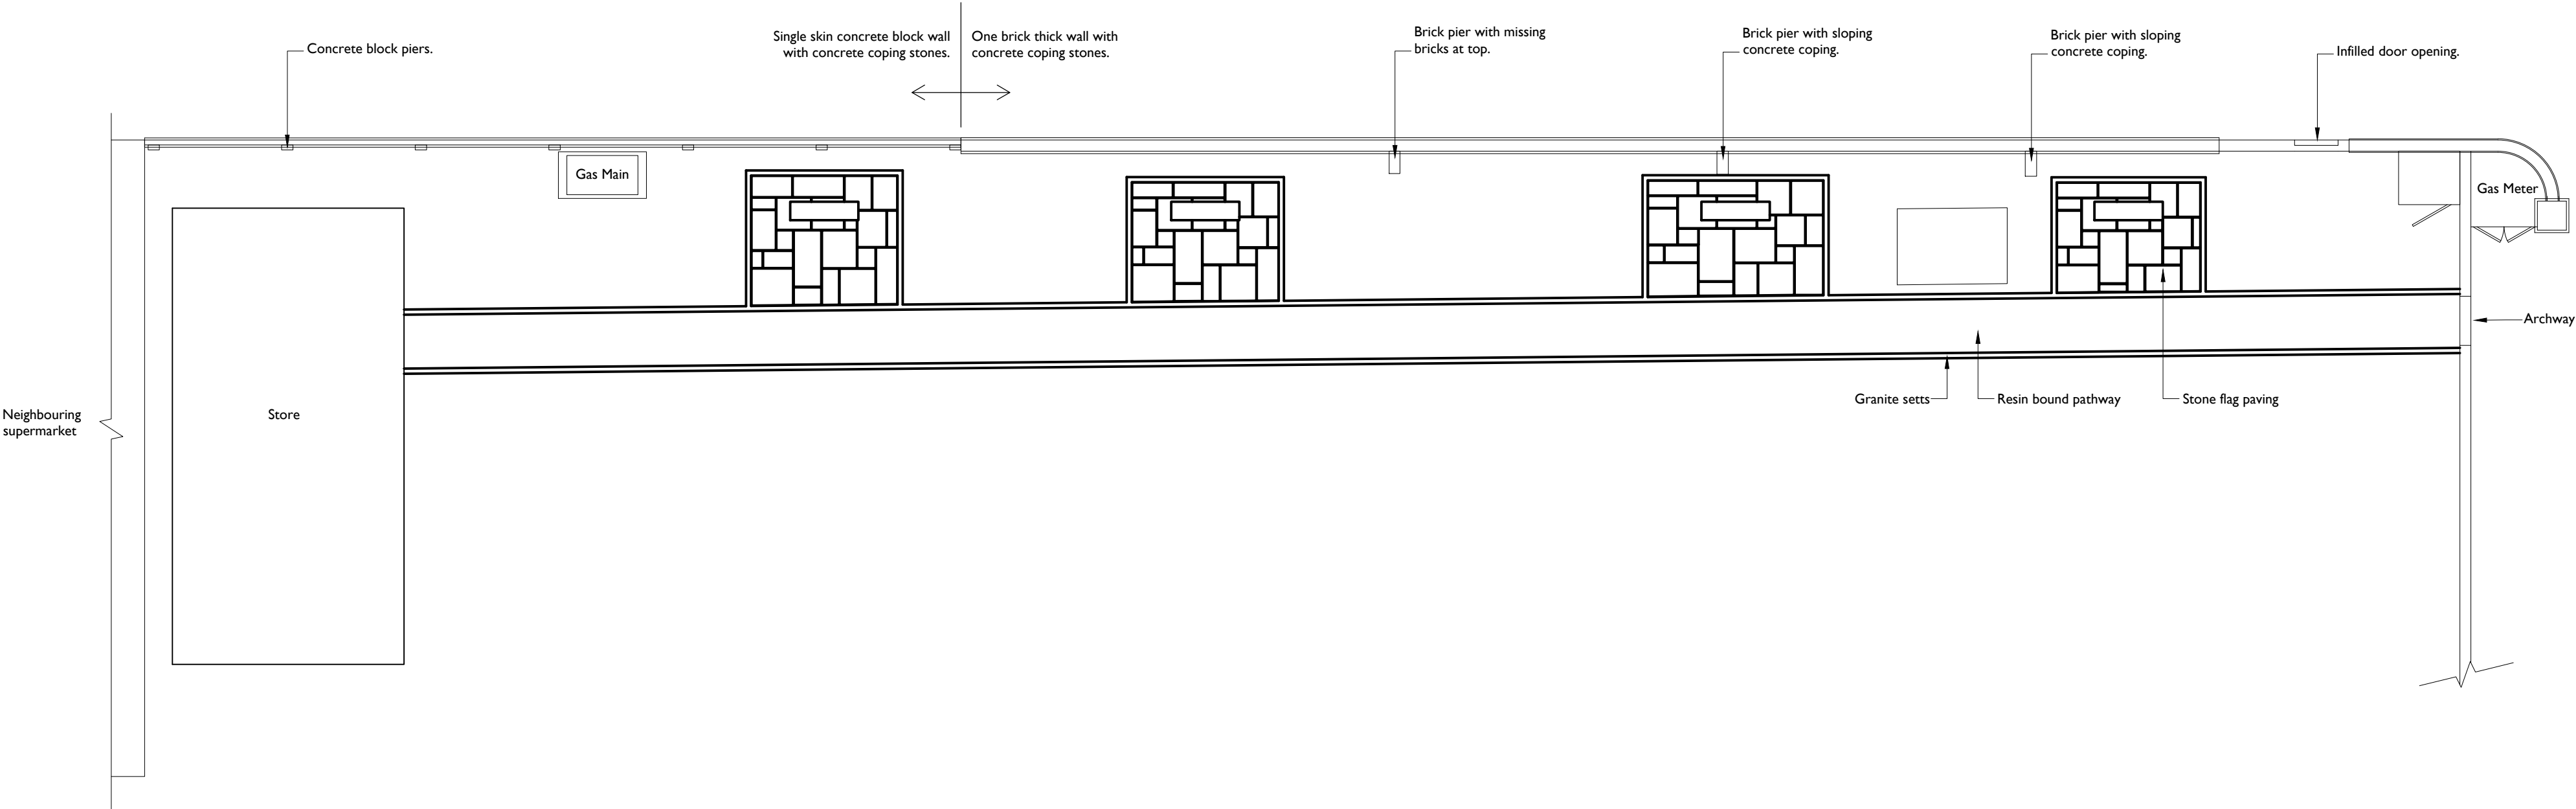 Concrete block piers.
Single skin concrete block wall
with concrete coping stones.
One brick thick wall with
concrete coping stones.
Brick pier with missing
bricks at top.
Brick pier with sloping
concrete coping.
Brick pier with sloping
concrete coping.
Infilled door opening.
Gas Main
Gas Meter
Archway
Granite setts
Resin bound pathway
Stone flag paving
Neighbouring
supermarket
Store